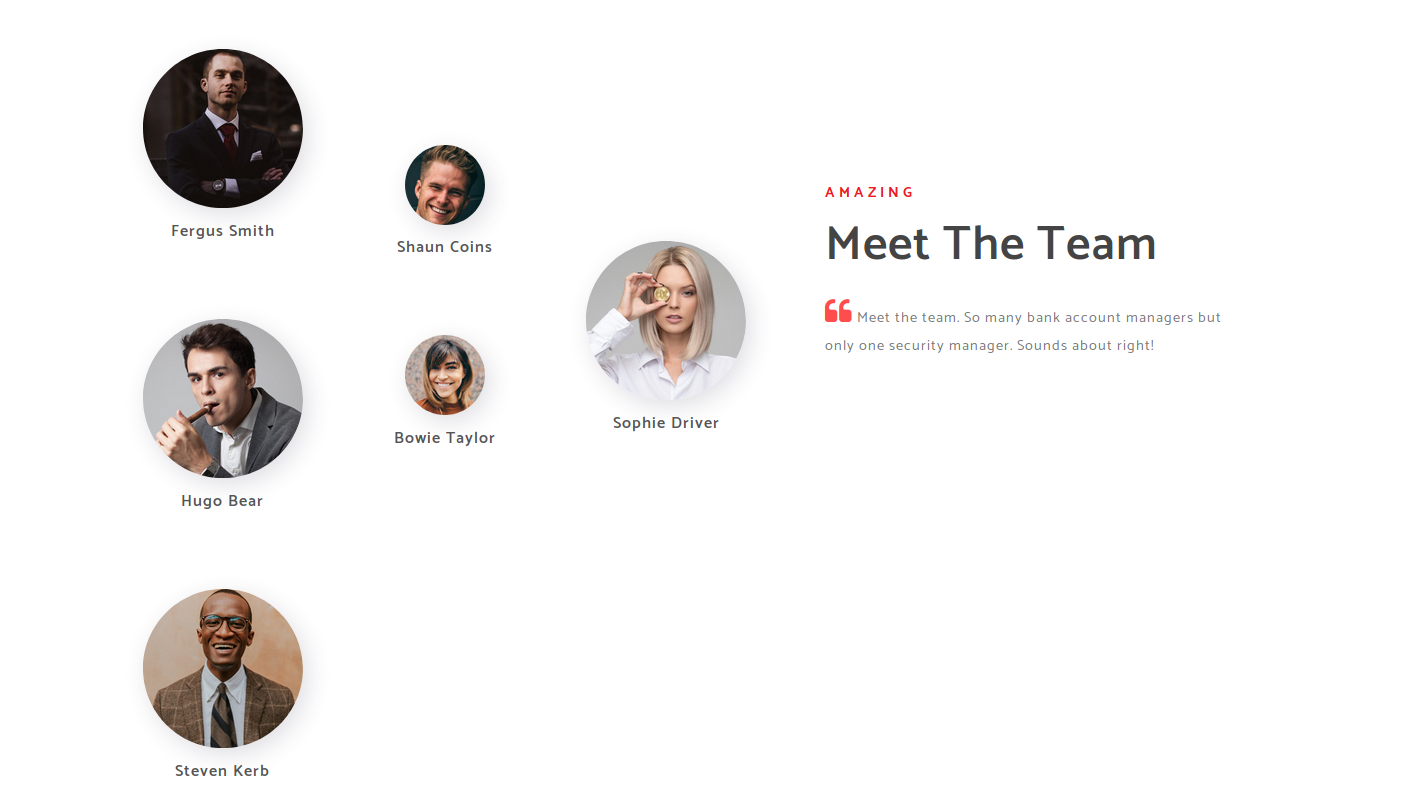 Fergus Smith
Hugo Bear
Steven Kerb
Shaun Coins
Bowie Taylor
Sophie Driver
AMAZING
Meet The Team
Meet the team. So many bank account managers but
only one security manager. Sounds about right!